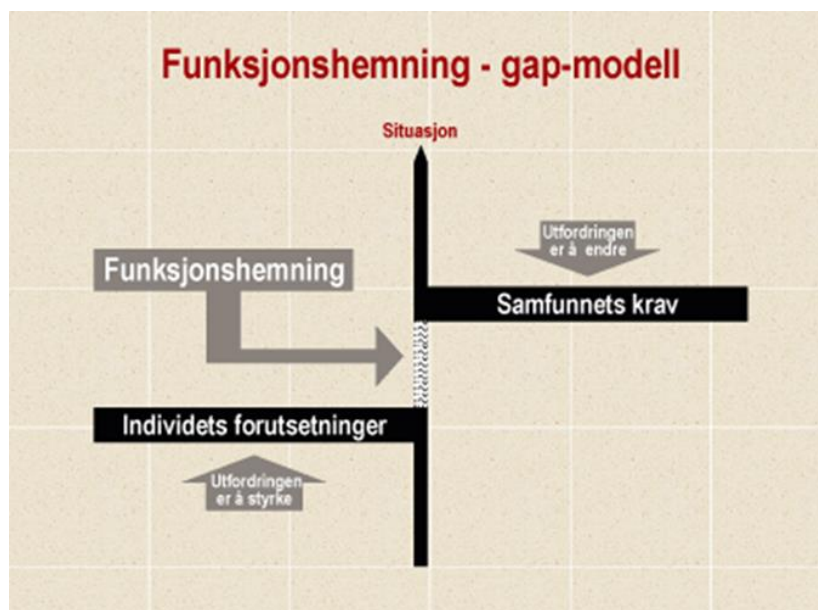 Funksjonshemning - gap-modell
Situasjon
Utfordringen
er å endre
Funksjonshemning
Samfunnets krav
Individets forutsetninger
Utfordringen
er å styrke